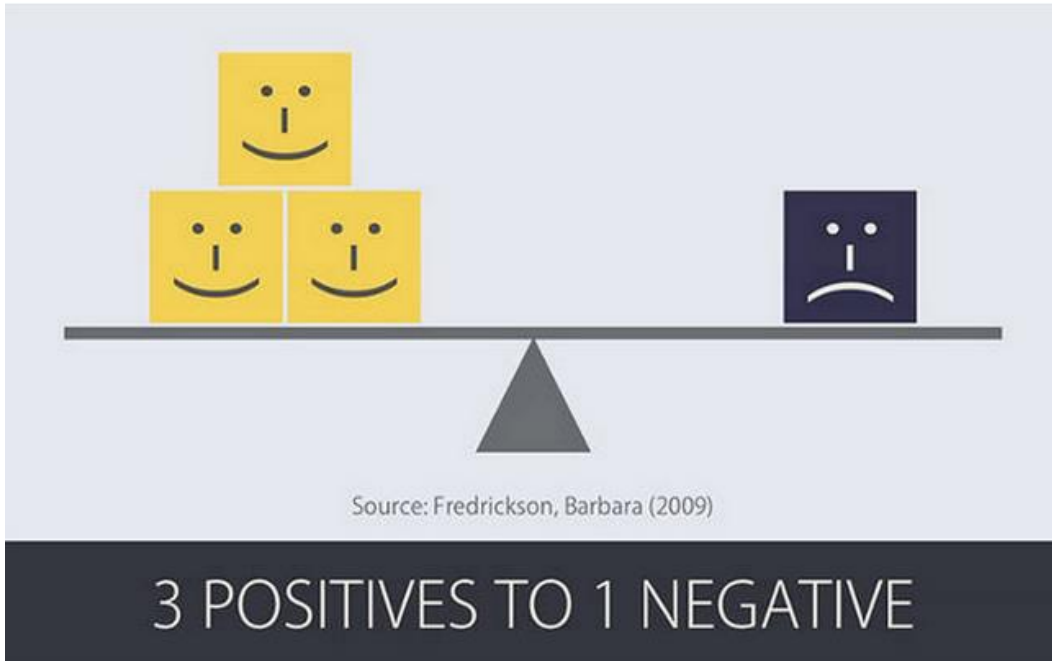 Source: Fredrickson, Barbara (2009)
3 POSITIVES TO 1 NEGATIVE